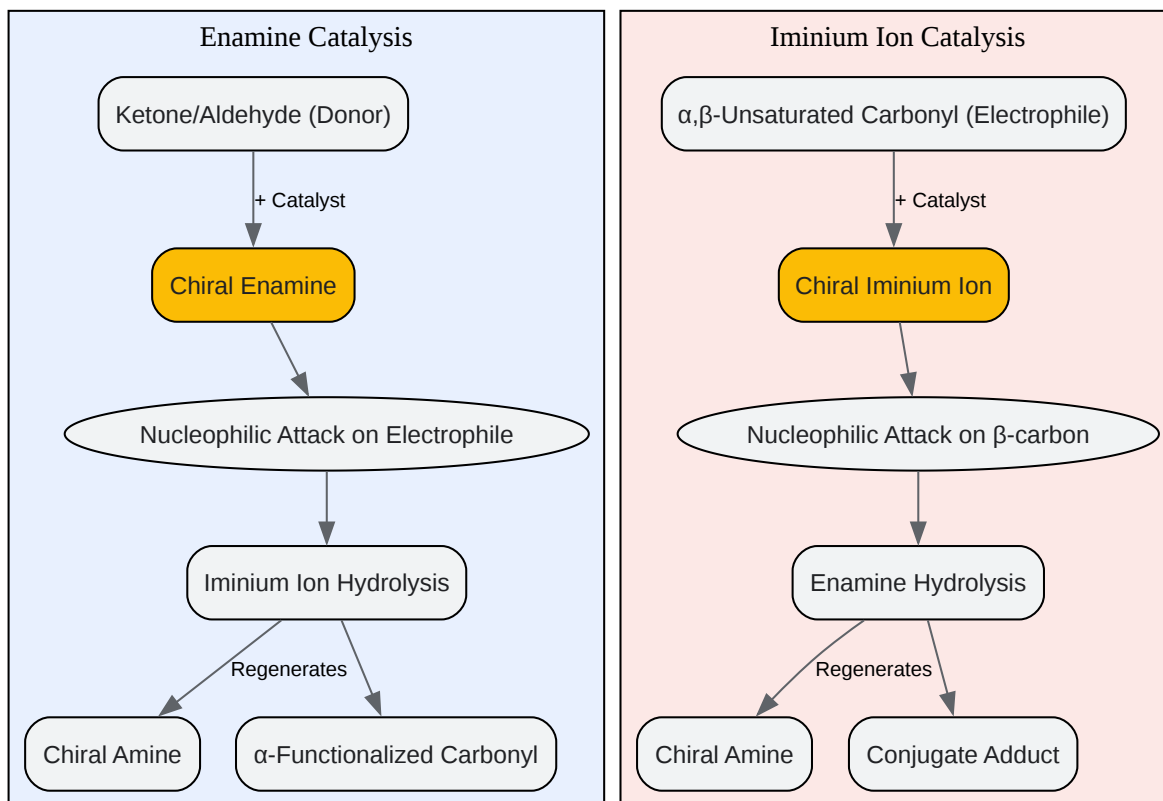 Enamine Catalysis
Ketone/Aldehyde (Donor)
+ Catalyst
Chiral Enamine
Nucleophilic Attack on Electrophile
Iminium Ion Hydrolysis
Regenerates
Chiral Amine
α-Functionalized Carbonyl
Iminium Ion Catalysis
α,β-Unsaturated Carbonyl (Electrophile)
+ Catalyst
Chiral Iminium Ion
Nucleophilic Attack on β-carbon
Enamine Hydrolysis
Regenerates
Chiral Amine
Conjugate Adduct